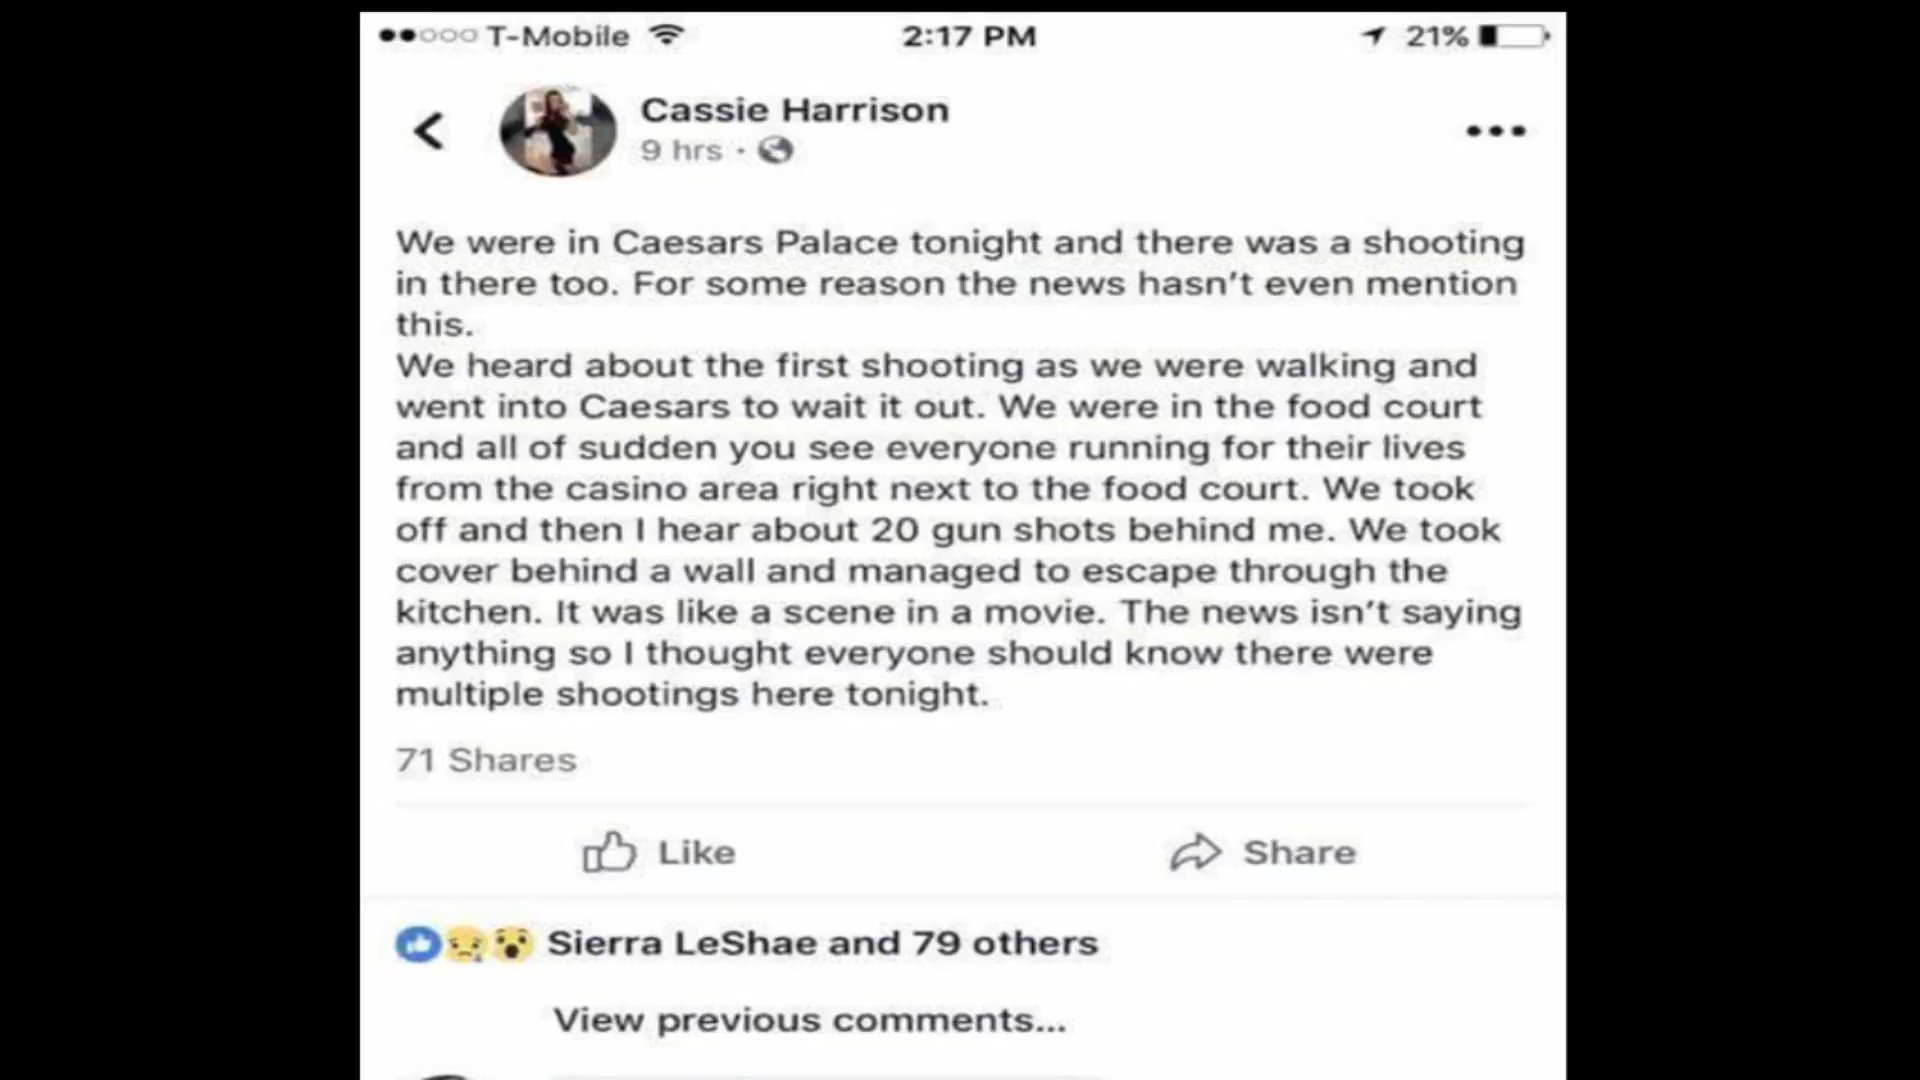 T-Mobile 2:17 PM 21%
Cassie Harrison
9 hrs ·
We were in Caesars Palace tonight and there was a shooting
in there too. For some reason the news hasn't even mention
this.
We heard about the first shooting as we were walking and
went into Caesars to wait it out. We were in the food court
and all of sudden you see everyone running for their lives
from the casino area right next to the food court. We took
off and then I hear about 20 gun shots behind me. We took
cover behind a wall and managed to escape through the
kitchen. It was like a scene in a movie. The news isn't saying
anything so I thought everyone should know there were
multiple shootings here tonight.
71 Shares
Like Share
Sierra LeShae and 79 others
View previous comments...